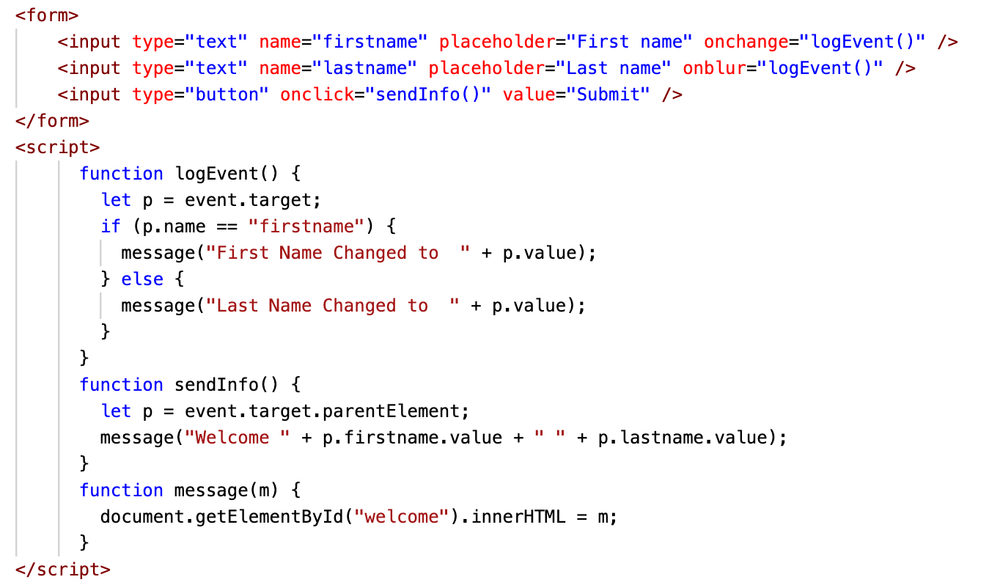 <form>
    <input type="text" name="firstname" placeholder="First name" onchange="logEvent()" />
    <input type="text" name="lastname" placeholder="Last name" onblur="logEvent()" />
    <input type="button" onclick="sendInfo()" value="Submit" />
</form>
<script>
      function logEvent() {
        let p = event.target;
        if (p.name == "firstname") {
          message("First Name Changed to  " + p.value);
        } else {
          message("Last Name Changed to  " + p.value);
        }
      }
      function sendInfo() {
        let p = event.target.parentElement;
        message("Welcome " + p.firstname.value + " " + p.lastname.value);
      }
      function message(m) {
        document.getElementById("welcome").innerHTML = m;
      }
</script>